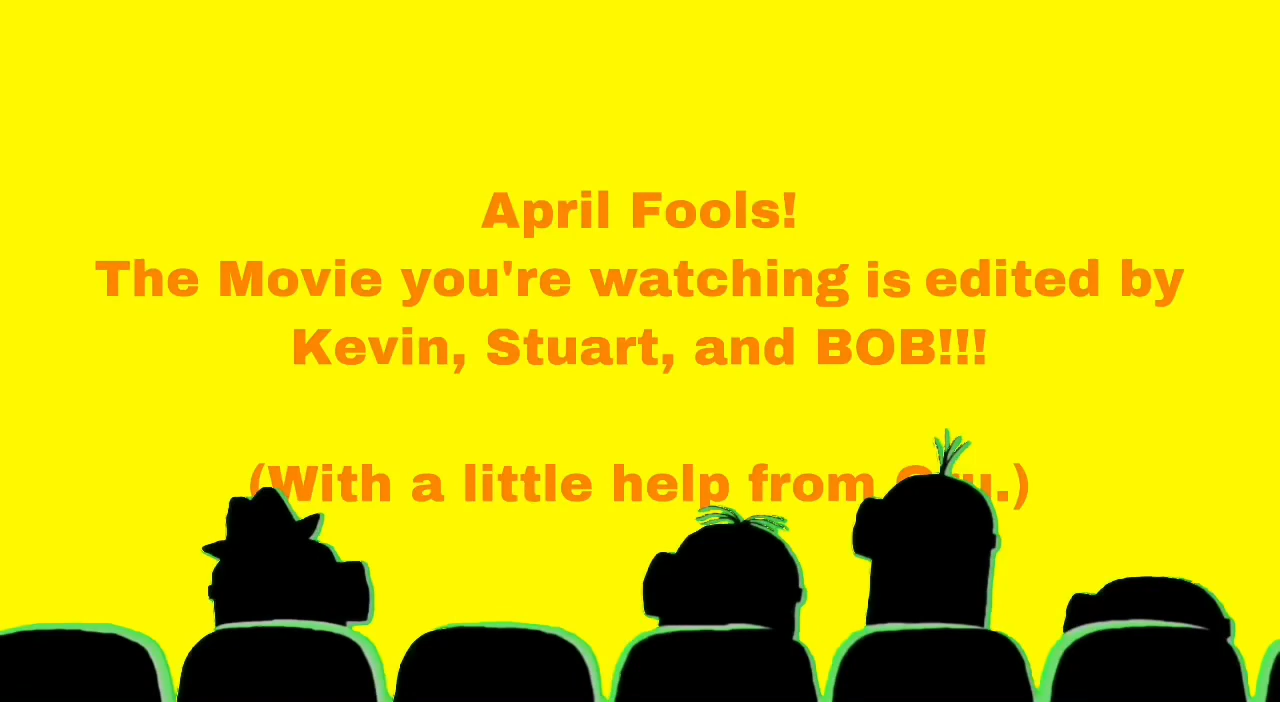 April Fools!
The Movie you're watching is edited by
Kevin, Stuart, and BOB!!!
(With a little help from .)